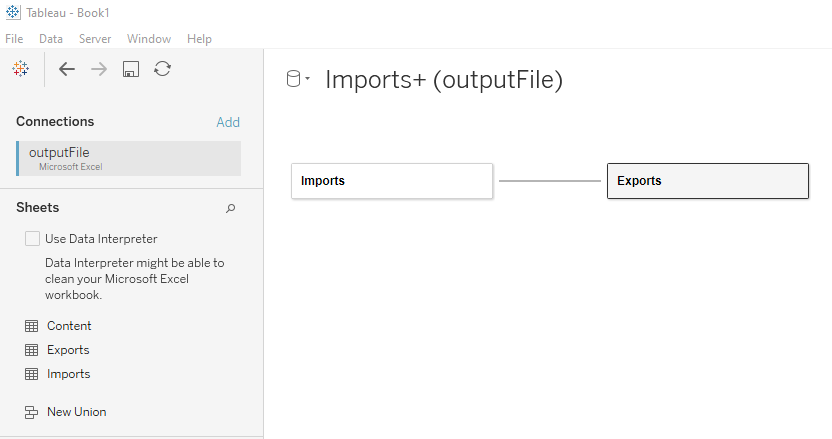 Tableau - Book1
File Data Server Window Help
Imports+ (outputFile)
Connections Add
outputFile
Microsoft Excel
Imports Exports
Sheets
Use Data Interpreter
Data Interpreter might be able to
clean your Microsoft Excel
workbook.
Content
Exports
Imports
New Union